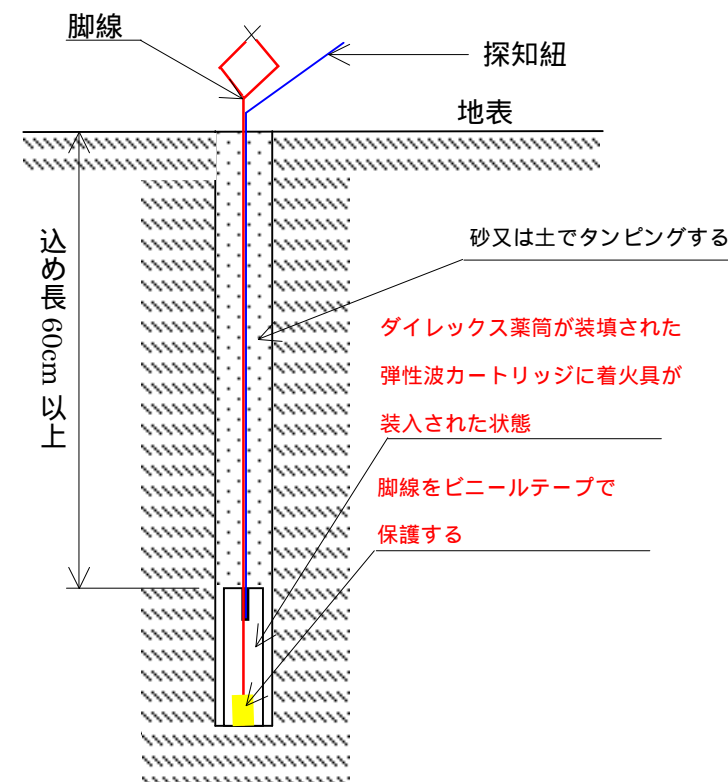 脚線
探知紐
地表
砂又は土でタンピングする
込め長 60cm 以上
ダイレックス薬筒が装填された
弾性波カートリッジに着火具が
装入された状態
脚線をビニールテープで
保護する